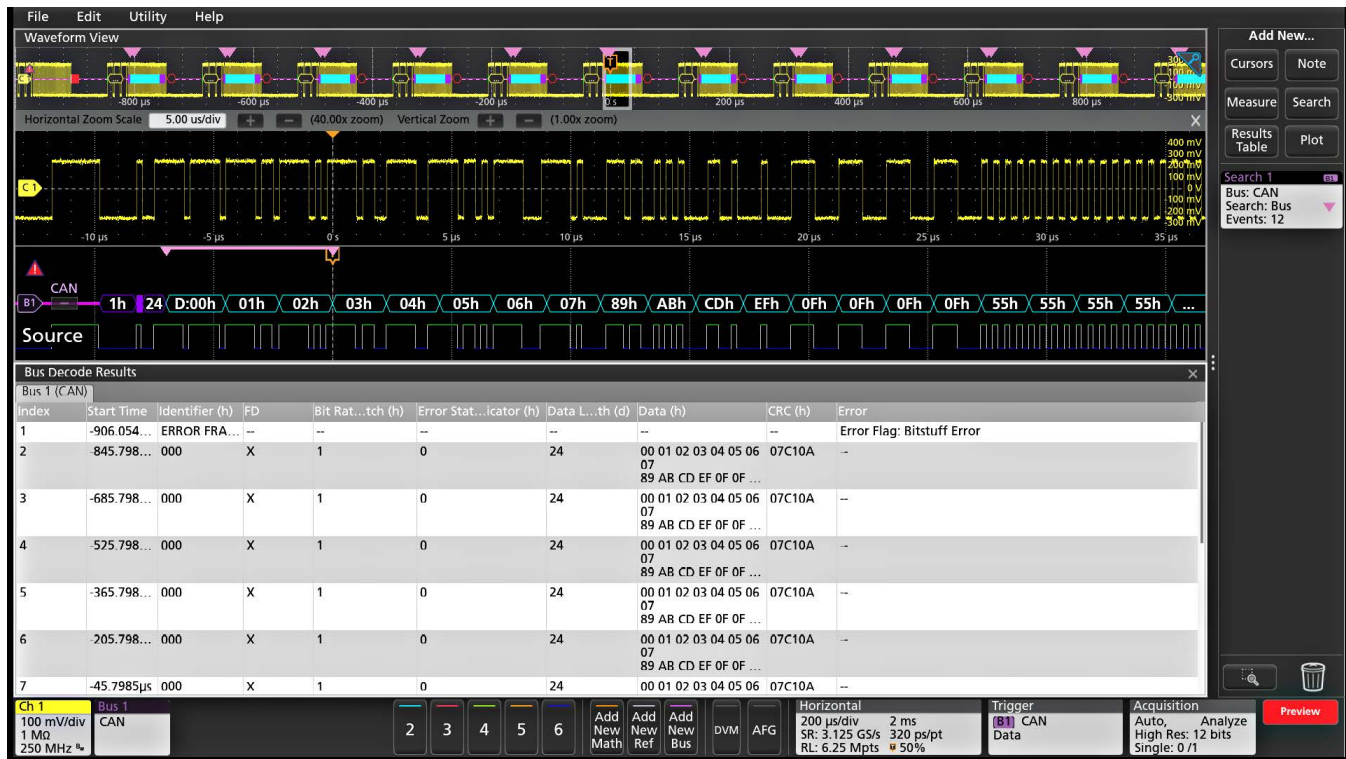 File Edit Utility Help
Waveform View
Add New...
Cursors Note
Measure Search
Results Table Plot
-800 µs -600 µs -400 µs -200 µs 0 s 200 µs 400 µs 600 µs 800 µs
Horizontal Zoom Scale 5.00 us/div + - (40.00x zoom) Vertical Zoom + - (1.00x zoom) X
400 mV
300 mV
200 mV
100 mV
0 V
-100 mV
-200 mV
-300 mV
C 1
-10 µs -5 µs 0 s 5 µs 10 µs 15 µs 20 µs 25 µs 30 µs 35 µs
Search 1 B1
Bus: CAN
Search: Bus
Events: 12
CAN
B1 1h 24 D:00h 01h 02h 03h 04h 05h 06h 07h 89h ABh CDh EFh 0Fh 0Fh 0Fh 0Fh 55h 55h 55h 55h ...
Source
Bus Decode Results
Bus 1 (CAN)
Index Start Time Identifier (h) FD Bit Rat...tch (h) Error Stat...icator (h) Data L...th (d) Data (h) CRC (h) Error
1 -906.054... ERROR FRA... -- -- -- -- -- -- Error Flag: Bitstuff Error
2 -845.798... 000 X 1 0 24 00 01 02 03 04 05 06 07C10A --
07
89 AB CD EF 0F 0F ...
3 -685.798... 000 X 1 0 24 00 01 02 03 04 05 06 07C10A --
07
89 AB CD EF 0F 0F ...
4 -525.798... 000 X 1 0 24 00 01 02 03 04 05 06 07C10A --
07
89 AB CD EF 0F 0F ...
5 -365.798... 000 X 1 0 24 00 01 02 03 04 05 06 07C10A --
07
89 AB CD EF 0F 0F ...
6 -205.798... 000 X 1 0 24 00 01 02 03 04 05 06 07C10A --
07
89 AB CD EF 0F 0F ...
7 -45.7985µs 000 X 1 0 24 00 01 02 03 04 05 06 07C10A --
Ch 1
100 mV/div
1 MΩ
250 MHz
Bus 1
CAN
2 3 4 5 6
Add New Math
Add New Ref
Add New Bus
DVM AFG
Horizontal
200 µs/div 2 ms
SR: 3.125 GS/s 320 ps/pt
RL: 6.25 Mpts 50%
Trigger
B1 CAN
Data
Acquisition
Auto, Analyze
High Res: 12 bits
Single: 0 /1
Preview